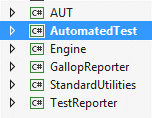 C# AUT
C# AutomatedTest
C# Engine
C# GallopReporter
C# StandardUtilities
C# TestReporter